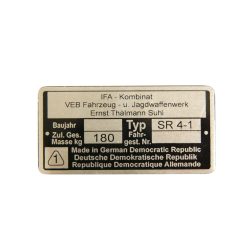 IFA - Kombinat
VEB Fahrzeug - u. Jagdwaffenwerk
Ernst Thälmann Suhl
Baujahr Typ SR 4-1
Zul. Ges. Masse kg 180 Fahr- gest. Nr.
Made in German Democratic Republic
Deutsche Demokratische Republik
Republique Democratique Allemande
1